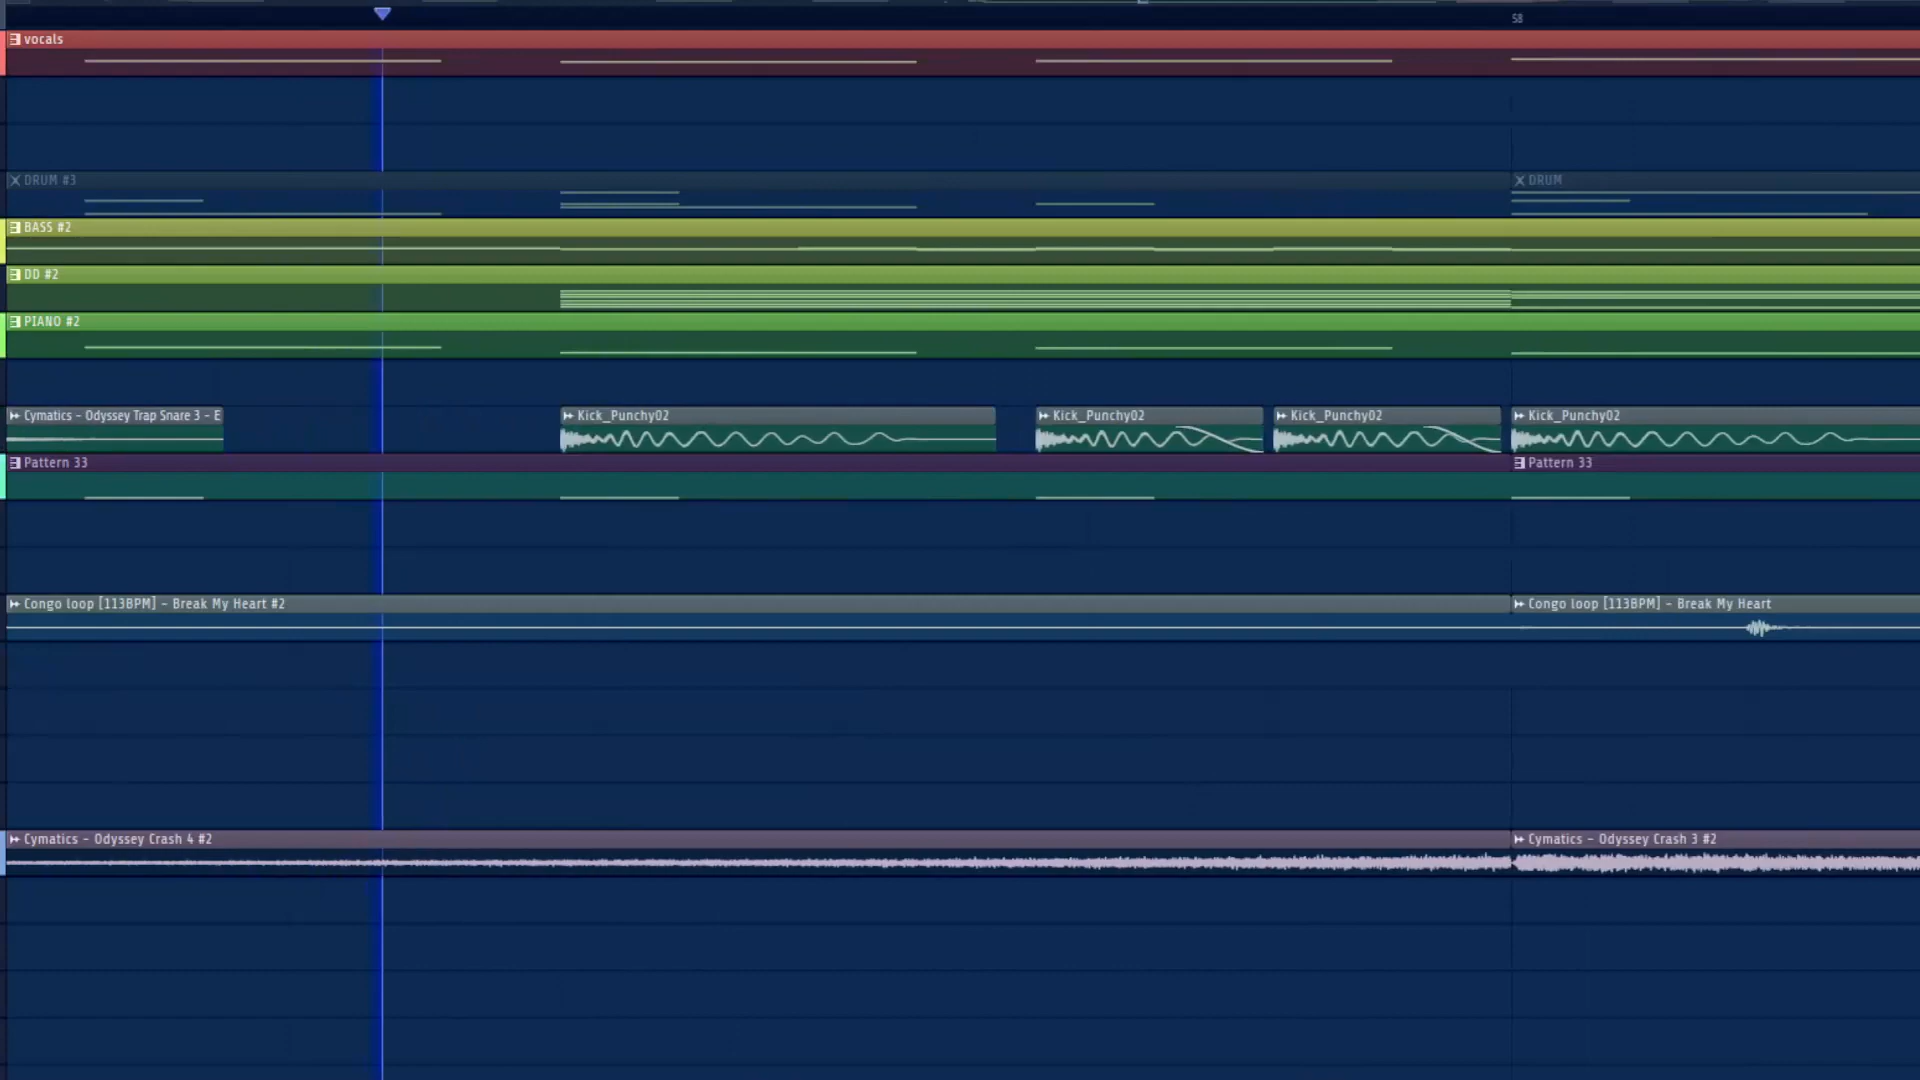 58
vocals
DRUM #3
DRUM
BASS #2
DD #2
PIANO #2
Cymatics - Odyssey Trap Snare 3 - E
Kick_Punchy02
Kick_Punchy02
Kick_Punchy02
Kick_Punchy02
Pattern 33
Pattern 33
Congo loop [113BPM] - Break My Heart #2
Congo loop [113BPM] - Break My Heart
Cymatics - Odyssey Crash 4 #2
Cymatics - Odyssey Crash 3 #2